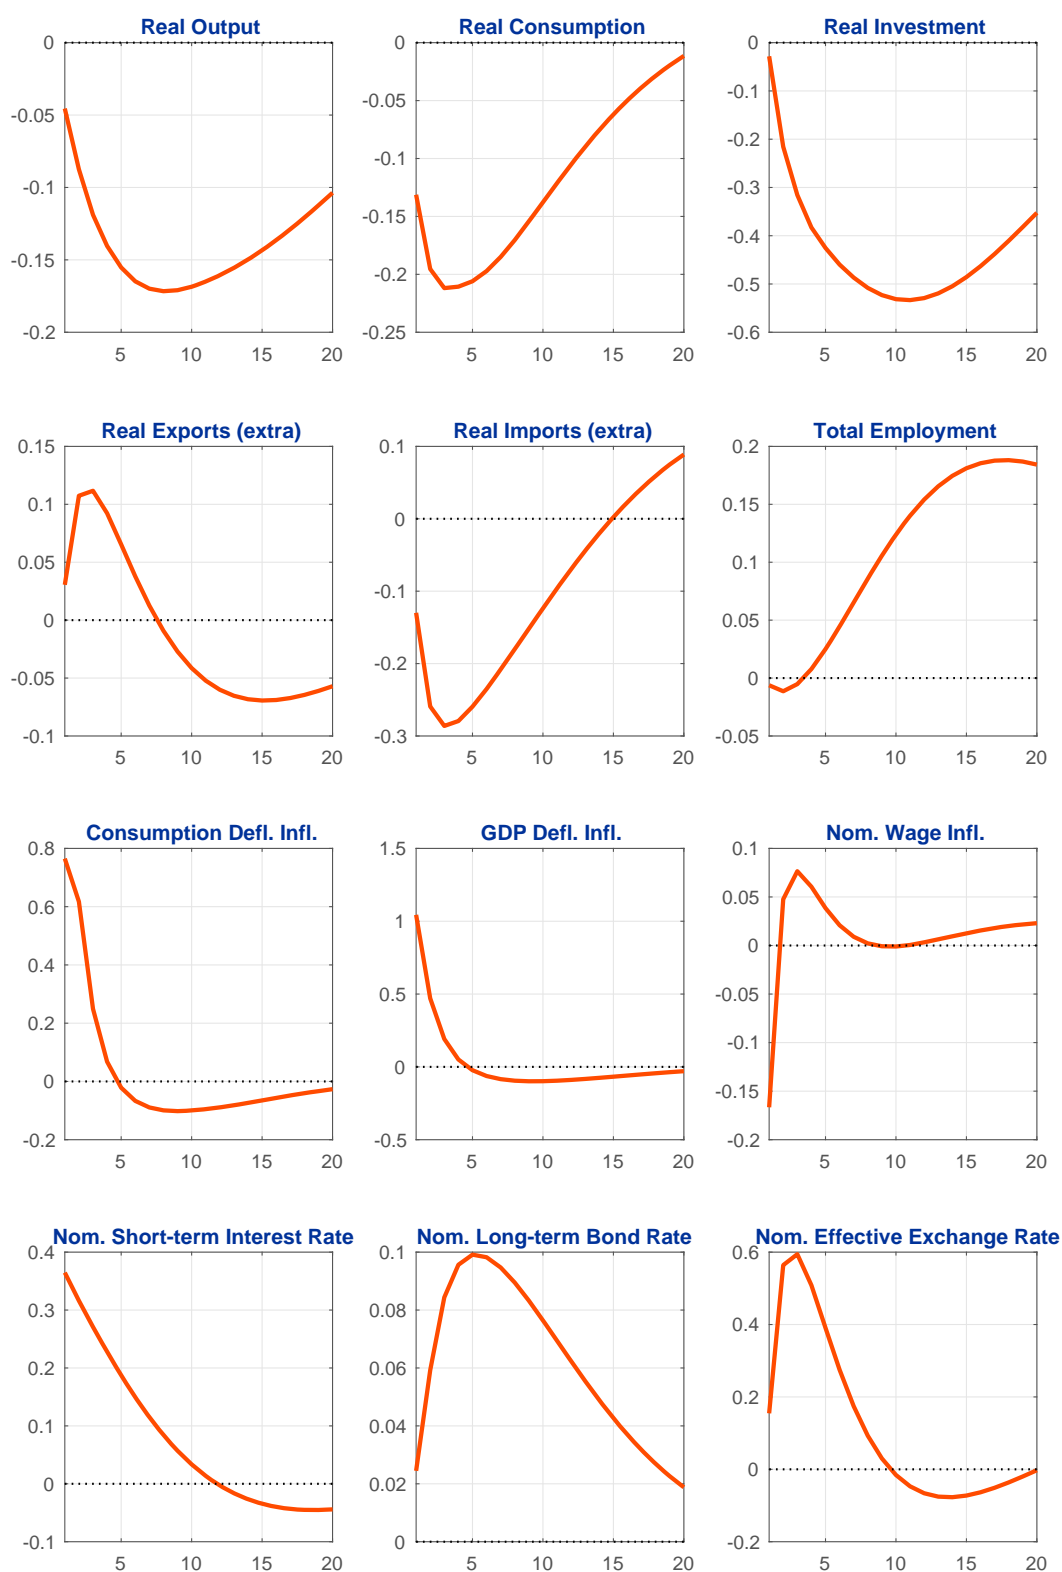 Real Output
0
-0.05
-0.1
-0.15
-0.2
5 10 15 20
Real Consumption
0
-0.05
-0.1
-0.15
-0.2
-0.25
5 10 15 20
Real Investment
0
-0.1
-0.2
-0.3
-0.4
-0.5
-0.6
5 10 15 20
Real Exports (extra)
0.15
0.1
0.05
0
-0.05
-0.1
5 10 15 20
Real Imports (extra)
0.1
0
-0.1
-0.2
-0.3
5 10 15 20
Total Employment
0.2
0.15
0.1
0.05
0
-0.05
5 10 15 20
Consumption Defl. Infl.
0.8
0.6
0.4
0.2
0
-0.2
5 10 15 20
GDP Defl. Infl.
1.5
1
0.5
0
-0.5
5 10 15 20
Nom. Wage Infl.
0.1
0.05
0
-0.05
-0.1
-0.15
-0.2
5 10 15 20
Nom. Short-term Interest Rate
0.4
0.3
0.2
0.1
0
-0.1
5 10 15 20
Nom. Long-term Bond Rate
0.1
0.08
0.06
0.04
0.02
0
5 10 15 20
Nom. Effective Exchange Rate
0.6
0.4
0.2
0
-0.2
5 10 15 20